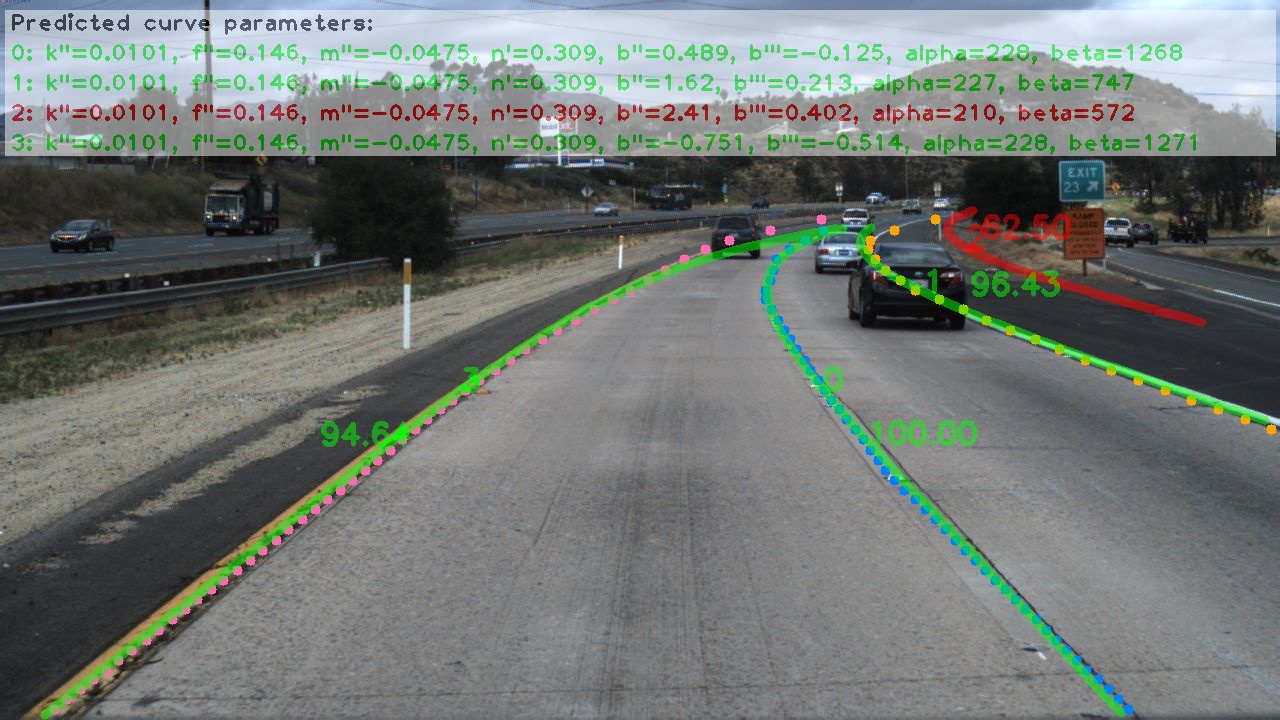 Predicted curve parameters:
0: k"=0.0101, f"=0.146, m"=-0.0475, n'=0.309, b"=0.489, b'''=-0.125, alpha=228, beta=1268
1: k"=0.0101, f"=0.146, m"=-0.0475, n'=0.309, b"=1.62, b'''=0.213, alpha=227, beta=747
2: k"=0.0101, f"=0.146, m"=-0.0475, n'=0.309, b"=2.41, b'''=0.402, alpha=210, beta=572
3: k"=0.0101, f"=0.146, m"=-0.0475, n'=0.309, b"=-0.751, b'''=-0.514, alpha=228, beta=1271
EXIT
23
RAMP
CLOSED
62.50
1 96.43
3
0
94.64
100.00